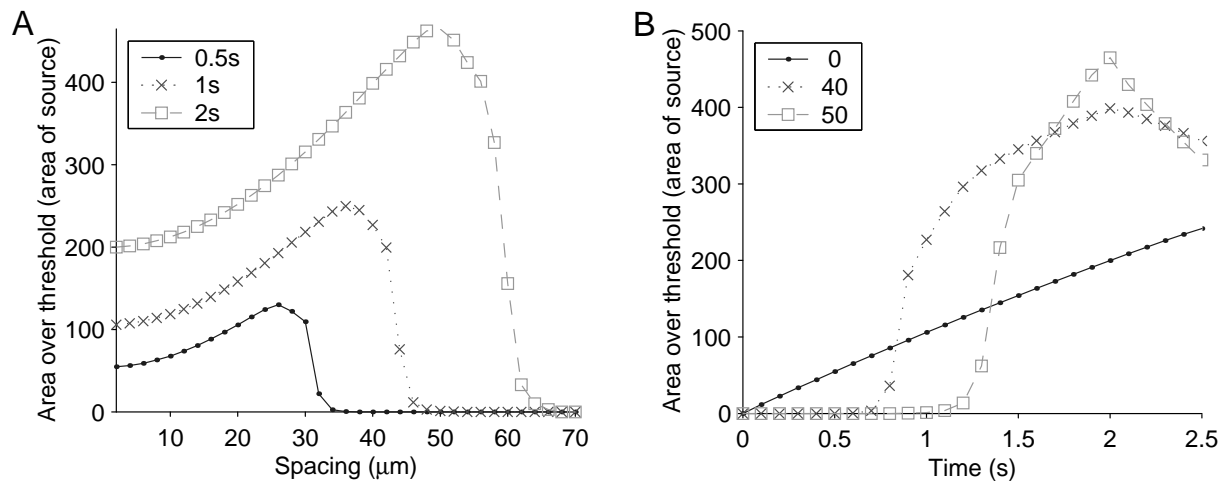 A
Area over threshold (area of source)
400
300
200
100
0
0.5s
1s
2s
10 20 30 40 50 60 70
Spacing (μm)
B
Area over threshold (area of source)
500
400
300
200
100
0
0
40
50
0 0.5 1 1.5 2 2.5
Time (s)